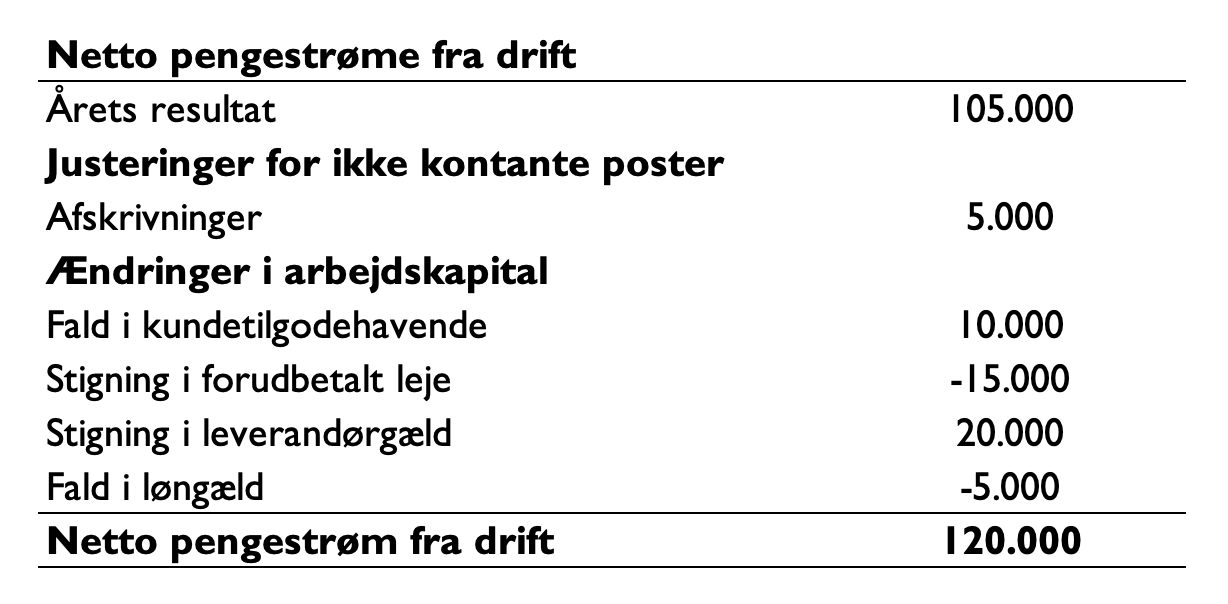 Netto pengestrøme fra drift
Årets resultat 105.000
Justeringer for ikke kontante poster
Afskrivninger 5.000
Ændringer i arbejdskapital
Fald i kundetilgodehavende 10.000
Stigning i forudbetalt leje -15.000
Stigning i leverandørgæld 20.000
Fald i løngæld -5.000
Netto pengestrøm fra drift 120.000